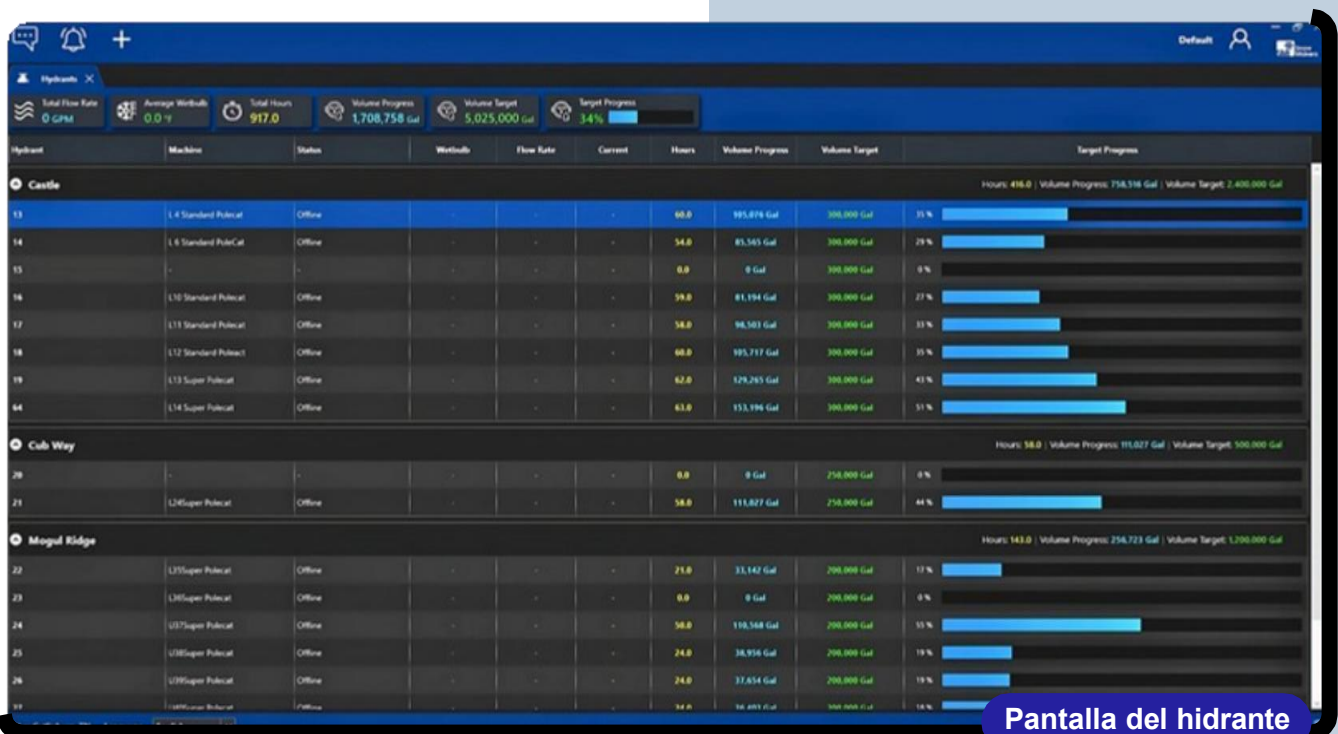 Default
Hydrants
Total Flow Rate Average Wetbulb Total Hours Volume Progress Volume Target Target Progress
0 GPM 0.0 °F 917.0 1,708,758 Gal 5,025,000 Gal 34%
Hydrant Machine Status Wetbulb Flow Rate Current Hours Volume Progress Volume Target Target Progress
Castle Hours: 416.0 | Volume Progress: 758,516 Gal | Volume Target: 2,400,000 Gal
13 L 4 Standard Polecat Offline - - - 60.0 105,076 Gal 300,000 Gal 35 %
14 L 6 Standard PoleCat Offline - - - 54.0 85,565 Gal 300,000 Gal 29 %
15 - - - - - 0.0 0 Gal 300,000 Gal 0 %
16 L10 Standard Polecat Offline - - - 59.0 81,194 Gal 300,000 Gal 27 %
17 L11 Standard Polecat Offline - - - 58.0 98,503 Gal 300,000 Gal 33 %
18 L12 Standard Poleact Offline - - - 60.0 105,717 Gal 300,000 Gal 35 %
19 L13 Super Polecat Offline - - - 62.0 129,265 Gal 300,000 Gal 43 %
64 L14 Super Polecat Offline - - - 63.0 153,196 Gal 300,000 Gal 51 %
Cub Way Hours: 58.0 | Volume Progress: 111,027 Gal | Volume Target: 500,000 Gal
20 - - - - - 0.0 0 Gal 250,000 Gal 0 %
21 L24Super Polecat Offline - - - 58.0 111,027 Gal 250,000 Gal 44 %
Mogul Ridge Hours: 143.0 | Volume Progress: 256,723 Gal | Volume Target: 1,200,000 Gal
22 L35Super Polecat Offline - - - 21.0 33,142 Gal 200,000 Gal 17 %
23 L36Super Polecat Offline - - - 0.0 0 Gal 200,000 Gal 0 %
24 U37Super Polecat Offline - - - 50.0 110,568 Gal 200,000 Gal 55 %
25 U38Super Polecat Offline - - - 24.0 38,956 Gal 200,000 Gal 19 %
26 U39Super Polecat Offline - - - 24.0 37,654 Gal 200,000 Gal 19 %
Pantalla del hidrante